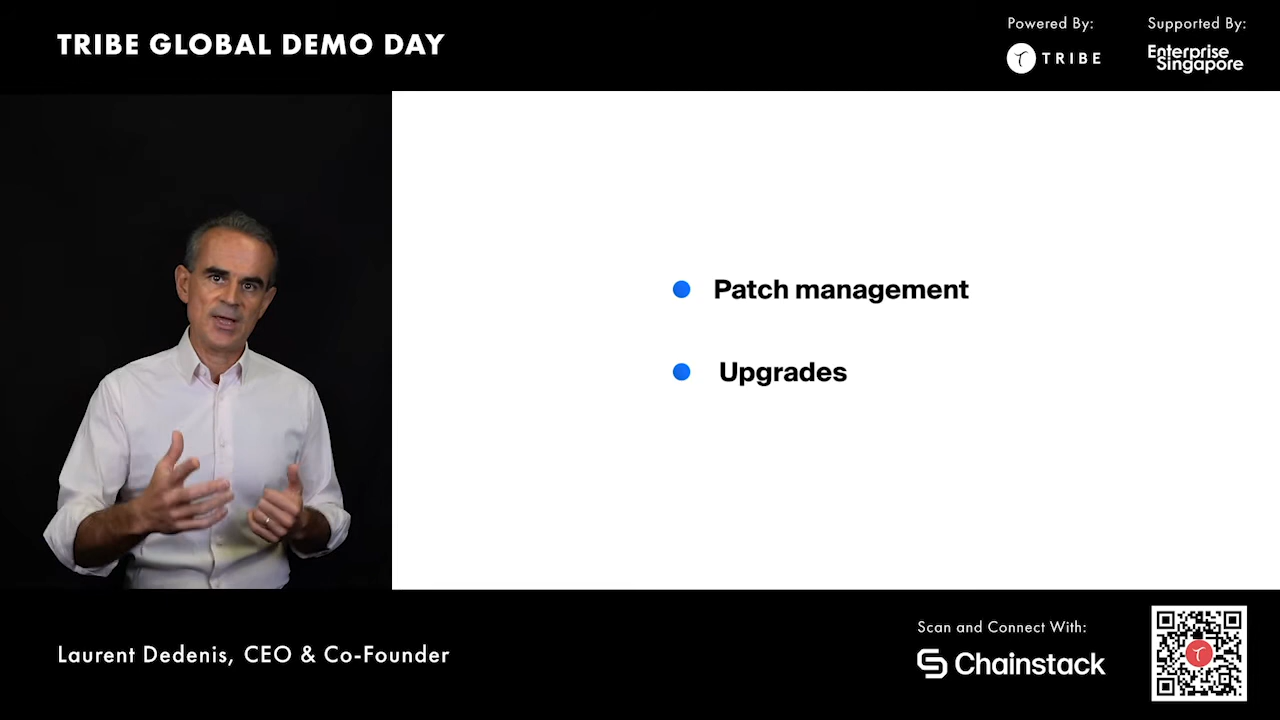 TRIBE GLOBAL DEMO DAY
Powered By:
Supported By:
TRIBE
Enterprise
Singapore
Patch management
Upgrades
Laurent Dedenis, CEO & Co-Founder
Scan and Connect With:
Chainstack